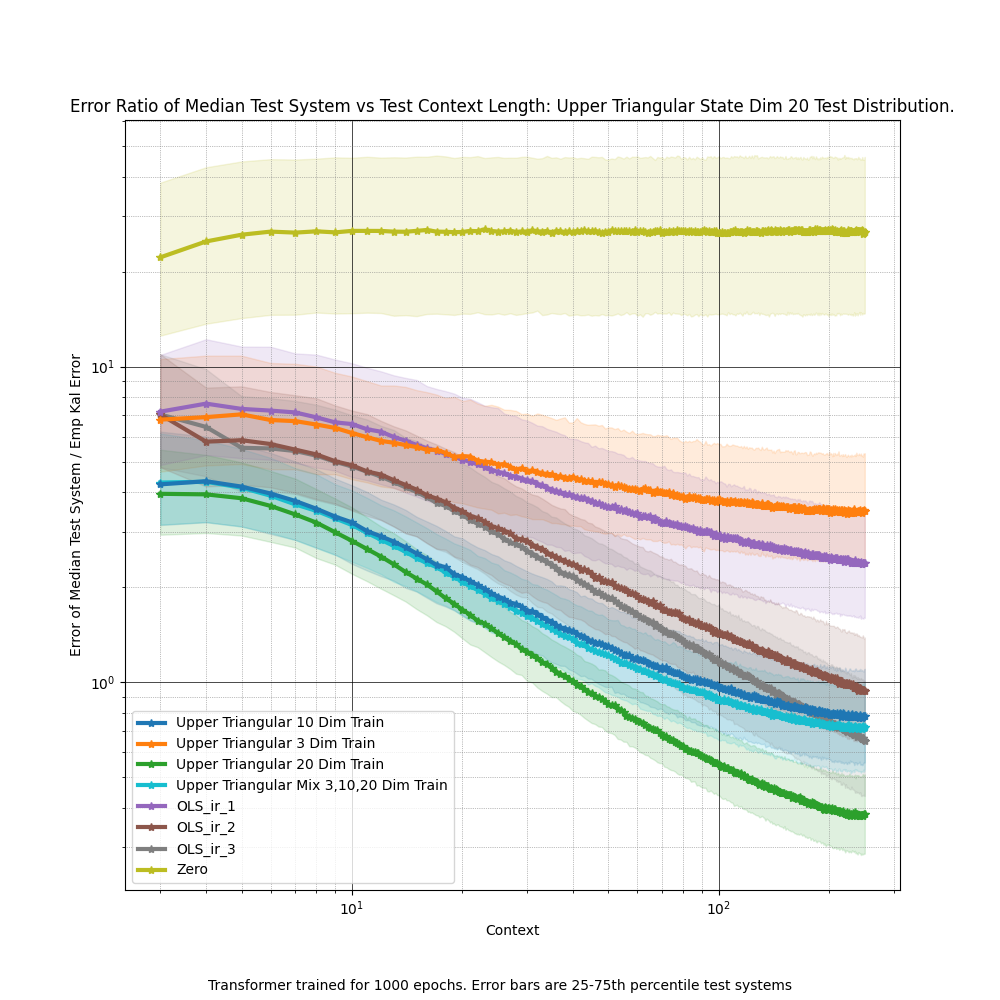 Error Ratio of Median Test System vs Test Context Length: Upper Triangular State Dim 20 Test Distribution.
Error of Median Test System / Emp Kal Error
10¹
10⁰
Upper Triangular 10 Dim Train
Upper Triangular 3 Dim Train
Upper Triangular 20 Dim Train
Upper Triangular Mix 3,10,20 Dim Train
OLS_ir_1
OLS_ir_2
OLS_ir_3
Zero
10¹ 10²
Context
Transformer trained for 1000 epochs. Error bars are 25-75th percentile test systems